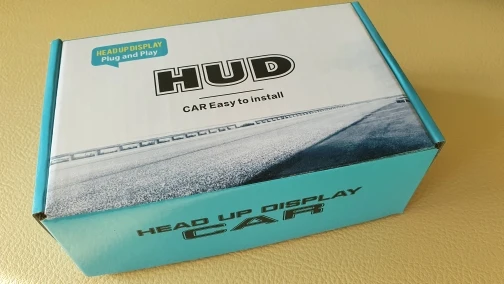 HEAD UP DISPLAY
Plug and Play
HUD
CAR Easy to install
HEAD UP DISPLAY
CAR